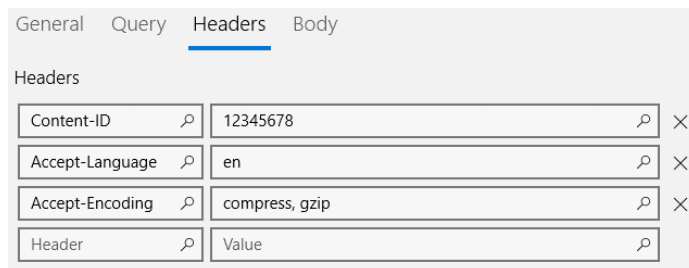 General Query Headers Body
Headers
Content-ID 12345678
Accept-Language en
Accept-Encoding compress, gzip
Header Value